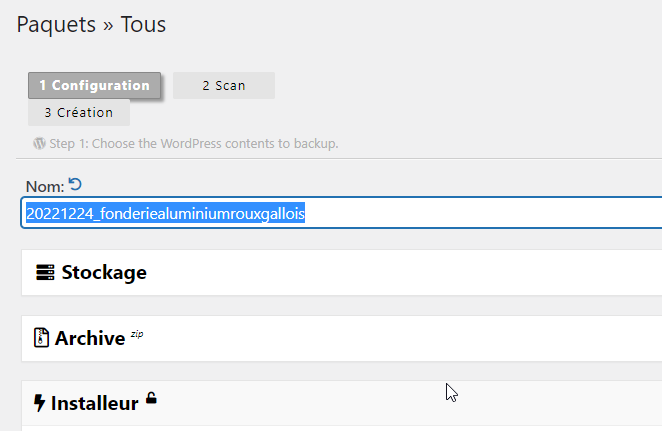 Paquets » Tous
1 Configuration
2 Scan
3 Création
Step 1: Choose the WordPress contents to backup.
Nom:
20221224_fonderiealuminiumrouxgallois
Stockage
Archive zip
Installeur